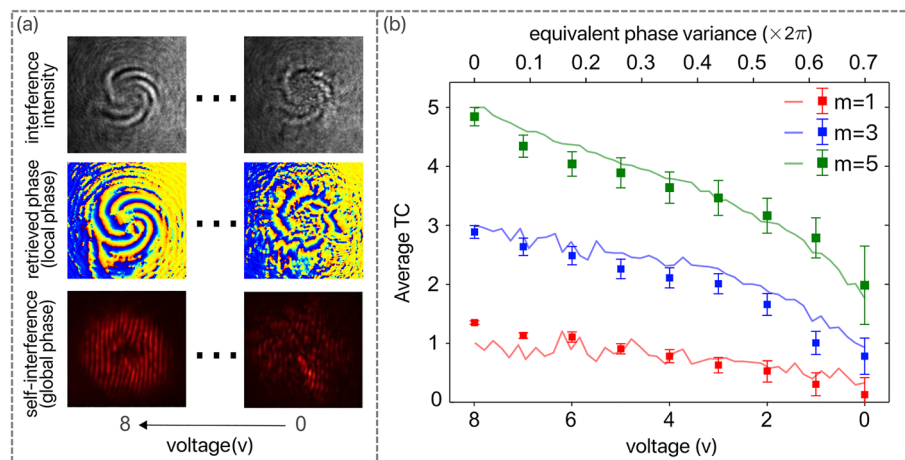 (a)
interference
intensity
retrieved phase
(local phase)
self-interference
(global phase)
8
0
voltage(v)
(b)
equivalent phase variance (×2π)
0 0.1 0.2 0.3 0.4 0.5 0.6 0.7
5
4
3
2
1
0
Average TC
m=1
m=3
m=5
8 6 4 2 0
voltage (v)